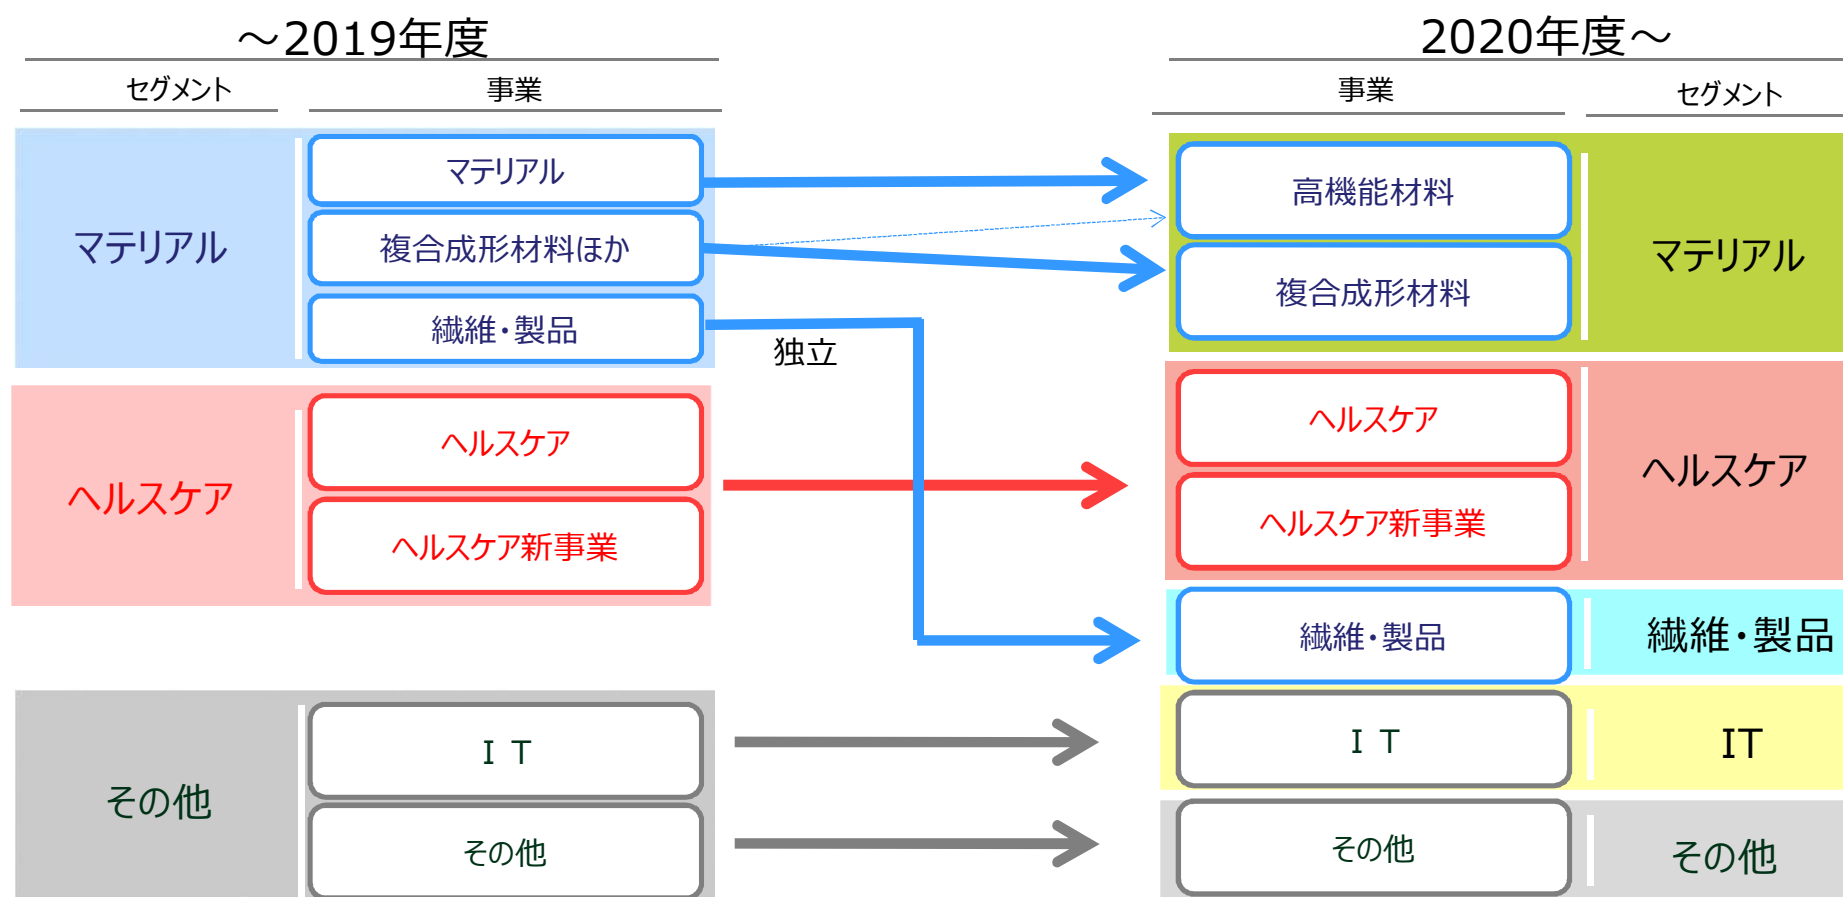 ～2019年度
セグメント
事業
マテリアル
マテリアル
複合成形材料ほか
繊維・製品
ヘルスケア
ヘルスケア
ヘルスケア新事業
その他
ＩＴ
その他
独立
2020年度～
事業
セグメント
高機能材料
複合成形材料
マテリアル
ヘルスケア
ヘルスケア新事業
ヘルスケア
繊維・製品
繊維・製品
ＩＴ
IT
その他
その他